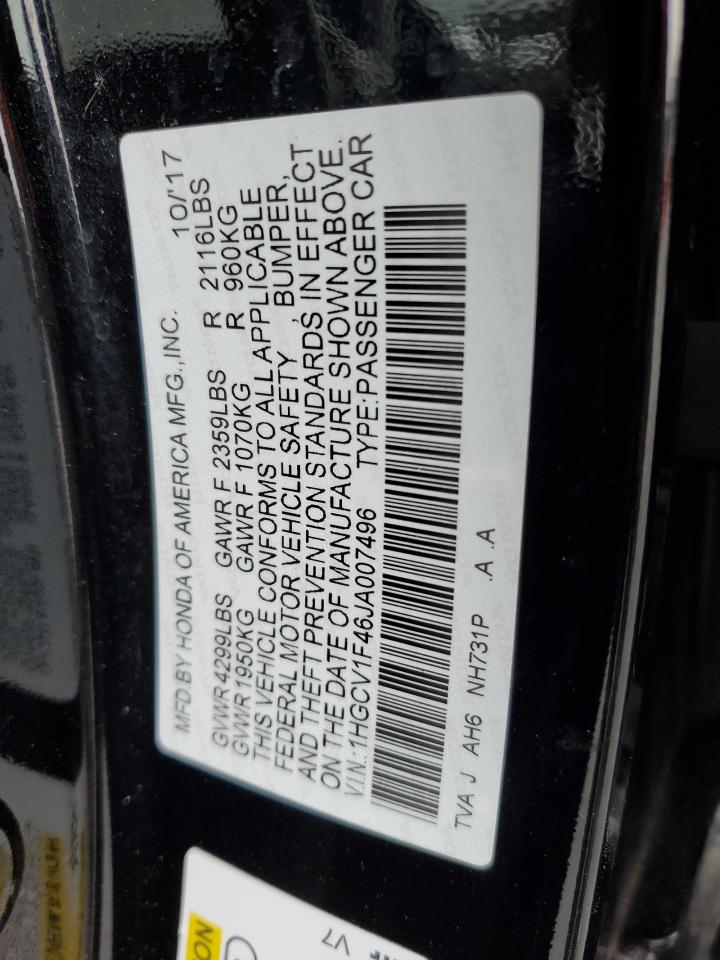 MFD.BY HONDA OF AMERICA MFG.,INC. 10/'17
GVWR 4299LBS GAWR F 2359LBS R 2116LBS
GVWR 1950KG GAWR F 1070KG R 960KG
THIS VEHICLE CONFORMS TO ALL APPLICABLE
FEDERAL MOTOR VEHICLE SAFETY , BUMPER,
AND THEFT PREVENTION STANDARDS IN EFFECT
ON THE DATE OF MANUFACTURE SHOWN ABOVE.
V.I.N.:1HGCV1F46JA007496 TYPE:PASSENGER CAR
TVA J AH6 NH731P .A .A
V7